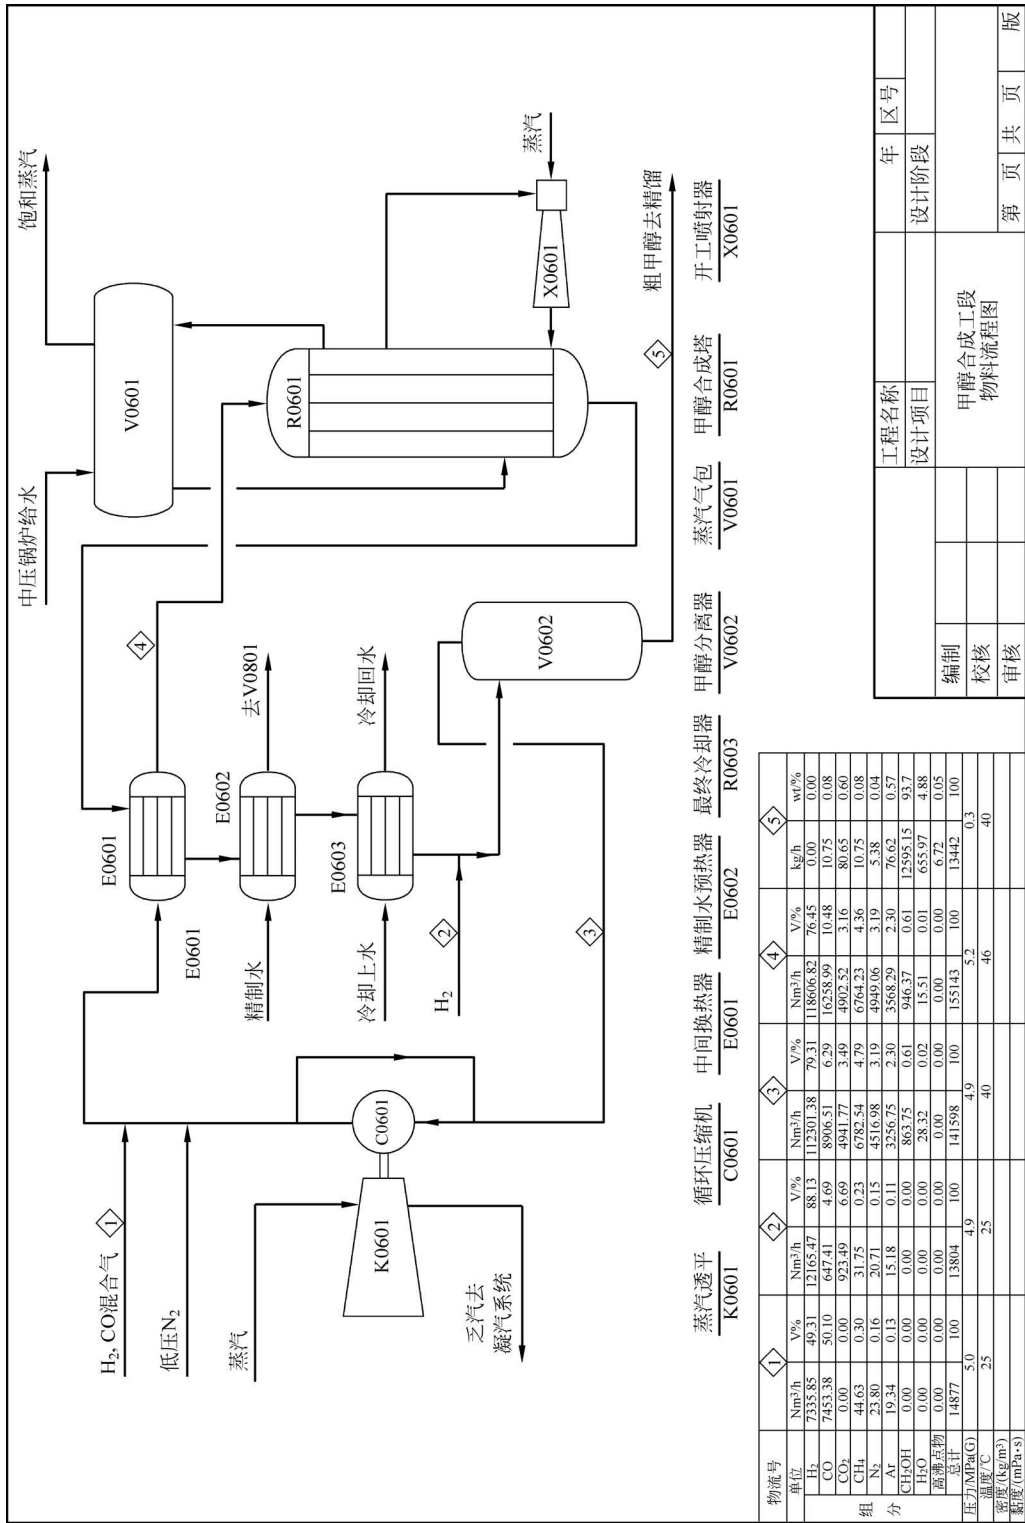 中压锅炉给水
饱和蒸汽
V0601
4
R0601
蒸汽
X0601
E0601
E0601
去V0801
E0602
精制水
E0603
冷却回水
冷却上水
H₂
2
V0602
粗甲醇去精馏
5
3
H₂, CO混合气
1
低压N₂
C0601
蒸汽
K0601
乏汽去
凝汽系统
蒸汽透平 循环压缩机 中间换热器 精制水预热器 最终冷却器 甲醇分离器 蒸汽气包 甲醇合成塔 开工喷射器
K0601 C0601 E0601 E0602 R0603 V0602 V0601 R0601 X0601
物流号 1 2 3 4 5
单位 Nm³/h V% Nm³/h V/% Nm³/h V/% Nm³/h V/% kg/h wt/%
组分
H₂ 7335.85 49.31 12165.47 88.13 112301.38 79.31 118606.82 76.45 0.00 0.00
CO 7453.38 50.10 647.41 4.69 8906.51 6.29 16258.99 10.48 10.75 0.08
CO₂ 0.00 0.00 923.49 6.69 4941.77 3.49 4902.52 3.16 80.65 0.60
CH₄ 44.63 0.30 31.75 0.23 6782.54 4.79 6764.23 4.36 10.75 0.08
N₂ 23.80 0.16 20.71 0.15 4516.98 3.19 4949.06 3.19 5.38 0.04
Ar 19.34 0.13 15.18 0.11 3256.75 2.30 3568.29 2.30 76.62 0.57
CH₂OH 0.00 0.00 0.00 0.00 863.75 0.61 946.37 0.61 12595.15 93.7
H₂O 0.00 0.00 0.00 0.00 28.32 0.02 15.51 0.01 655.97 4.88
高沸点物 0.00 0.00 0.00 0.00 0.00 0.00 0.00 0.00 6.72 0.05
总计 14877 100 13804 100 141598 100 155143 100 13442 100
压力/MPa(G) 5.0 4.9 4.9 5.2 0.3
温度/℃ 25 25 40 46 40
密度/(kg/m³)
黏度/(mPa·s)
工程名称 年 区号
设计项目 设计阶段
编制
校核
审核
甲醇合成工段
物料流程图
第 页 共 页 版